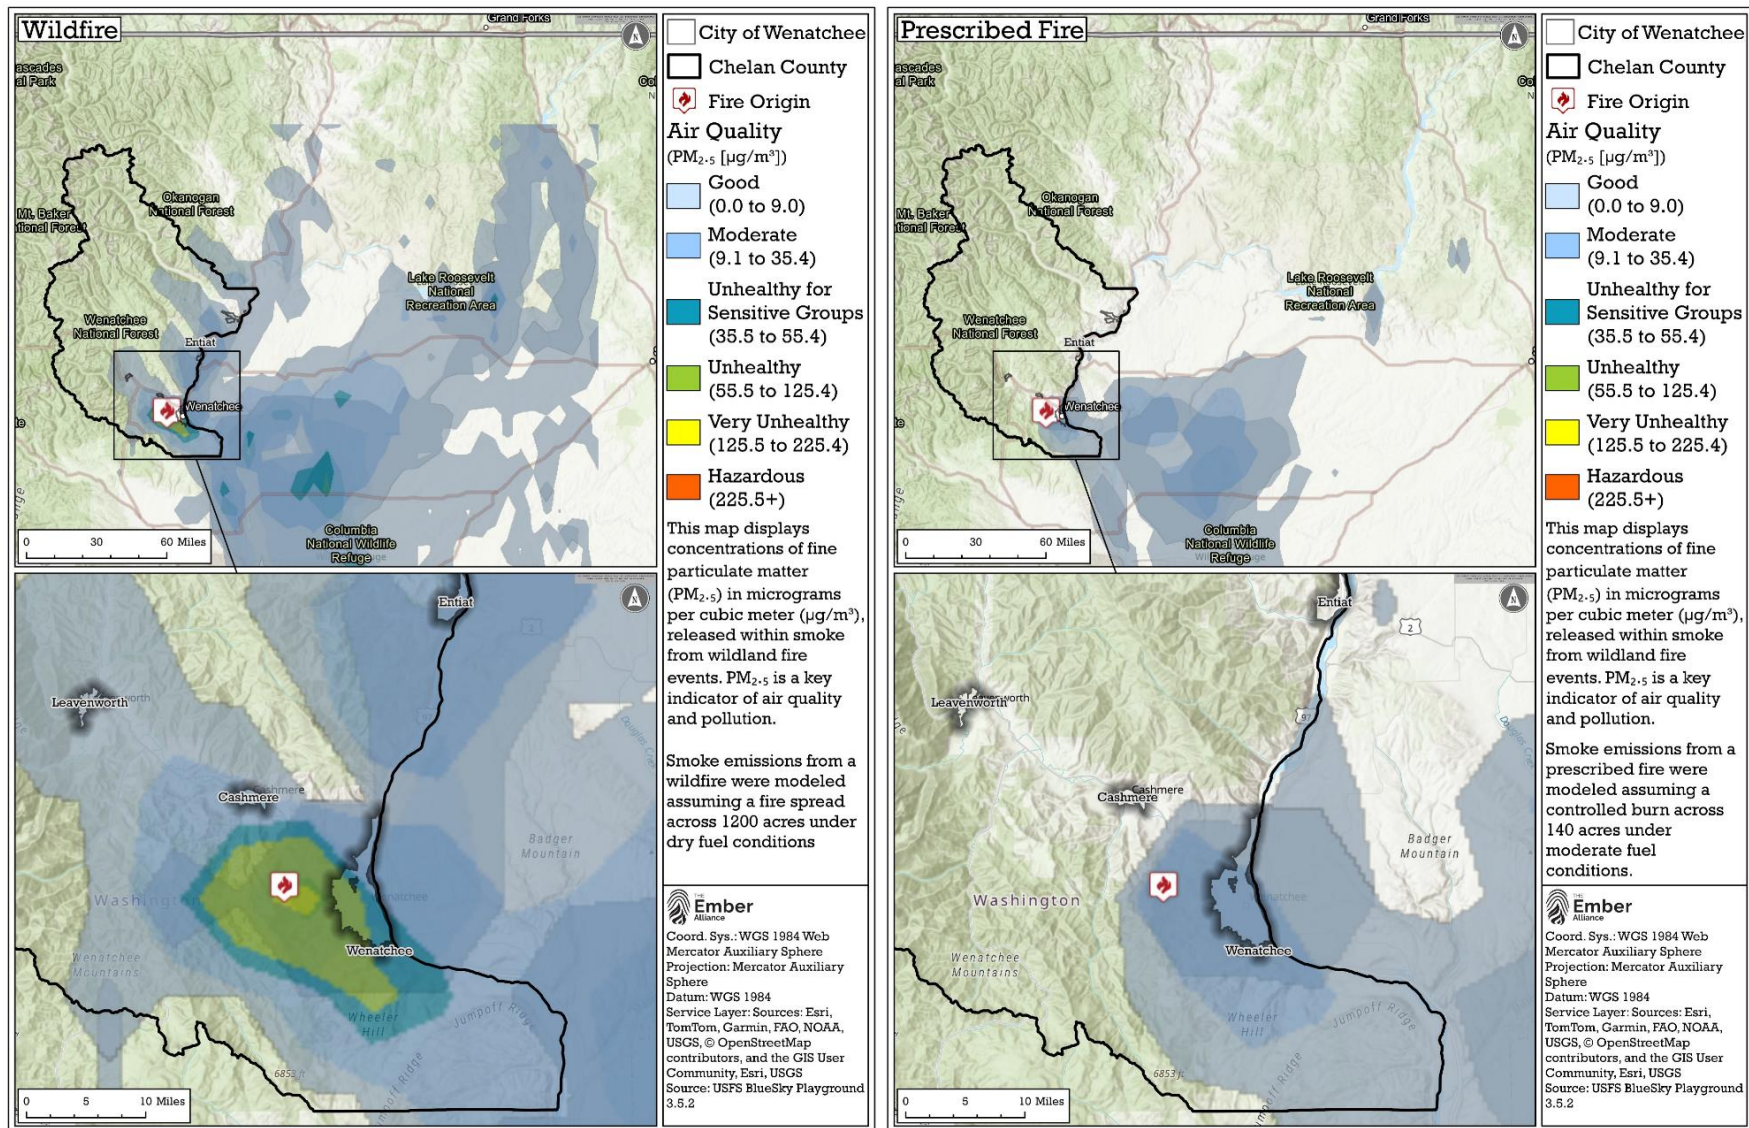 Wildfire
Grand Forks
Okanogan
National Forest
Mt. Baker
Wenatchee
National Forest
Lake Roosevelt
National
Recreation Area
Entiat
Wenatchee
Columbia
National Wildlife
Refuge
0 30 60 Miles
Entiat
2
Leavenworth
Cashmere
Badger
Mountain
Washington
Wenatchee
Wenatchee
Mountains
Wheeler
Hill
Jumpoff Ridge
6853 ft
0 5 10 Miles
City of Wenatchee
Chelan County
Fire Origin
Air Quality
(PM₂.₅ [µg/m³])
Good
(0.0 to 9.0)
Moderate
(9.1 to 35.4)
Unhealthy for
Sensitive Groups
(35.5 to 55.4)
Unhealthy
(55.5 to 125.4)
Very Unhealthy
(125.5 to 225.4)
Hazardous
(225.5+)
This map displays
concentrations of fine
particulate matter
(PM₂.₅) in micrograms
per cubic meter (µg/m³),
released within smoke
from wildland fire
events. PM₂.₅ is a key
indicator of air quality
and pollution.
Smoke emissions from a
wildfire were modeled
assuming a fire spread
across 1200 acres under
dry fuel conditions
THE
Ember
Alliance
Coord. Sys.: WGS 1984 Web
Mercator Auxiliary Sphere
Projection: Mercator Auxiliary
Sphere
Datum: WGS 1984
Service Layer: Sources: Esri,
TomTom, Garmin, FAO, NOAA,
USGS, © OpenStreetMap
contributors, and the GIS User
Community, Esri, USGS
Source: USFS BlueSky Playground
3.5.2
Prescribed Fire
Grand Forks
Okanogan
National Forest
Mt. Baker
Wenatchee
National Forest
Lake Roosevelt
National
Recreation Area
Entiat
Wenatchee
Columbia
National Wildlife
Refuge
0 30 60 Miles
Entiat
2
97
Leavenworth
Cashmere
Badger
Mountain
Douglas Creek
Washington
Wenatchee
Wenatchee
Mountains
Wheeler
Hill
Jumpoff Ridge
6853 ft
0 5 10 Miles
City of Wenatchee
Chelan County
Fire Origin
Air Quality
(PM₂.₅ [µg/m³])
Good
(0.0 to 9.0)
Moderate
(9.1 to 35.4)
Unhealthy for
Sensitive Groups
(35.5 to 55.4)
Unhealthy
(55.5 to 125.4)
Very Unhealthy
(125.5 to 225.4)
Hazardous
(225.5+)
This map displays
concentrations of fine
particulate matter
(PM₂.₅) in micrograms
per cubic meter (µg/m³),
released within smoke
from wildland fire
events. PM₂.₅ is a key
indicator of air quality
and pollution.
Smoke emissions from a
prescribed fire were
modeled assuming a
controlled burn across
140 acres under
moderate fuel
conditions.
THE
Ember
Alliance
Coord. Sys.: WGS 1984 Web
Mercator Auxiliary Sphere
Projection: Mercator Auxiliary
Sphere
Datum: WGS 1984
Service Layer: Sources: Esri,
TomTom, Garmin, FAO, NOAA,
USGS, © OpenStreetMap
contributors, and the GIS User
Community, Esri, USGS
Source: USFS BlueSky Playground
3.5.2